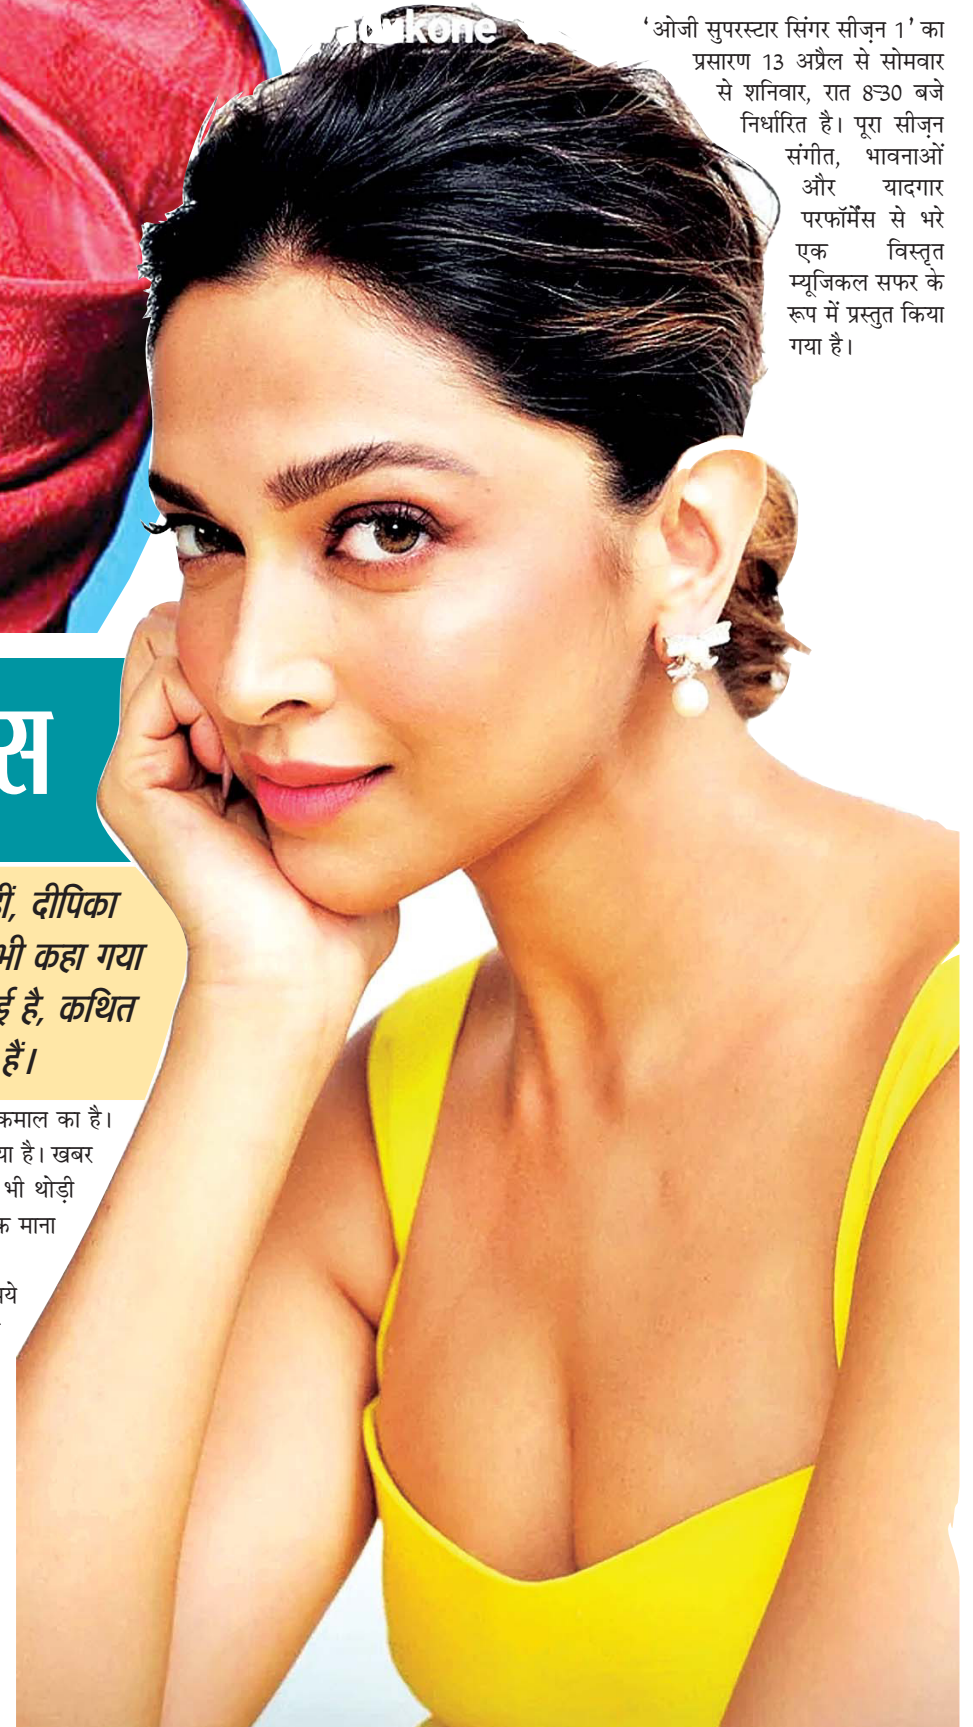 ‘ओजी सुपरस्टार सिंगर सीज़न 1’ का
प्रसारण 13 अप्रैल से सोमवार
से शनिवार, रात 8-30 बजे
निर्धारित है। पूरा सीज़न
संगीत, भावनाओं
और यादगार
परफॉर्मेंस से भरे
एक विस्तृत
म्यूजिकल सफर के
रूप में प्रस्तुत किया
गया है।
स
दीपिका
भी कहा गया
है, कथित
हैं।
कमाल का है।
है। खबर
भी थोड़ी
माना